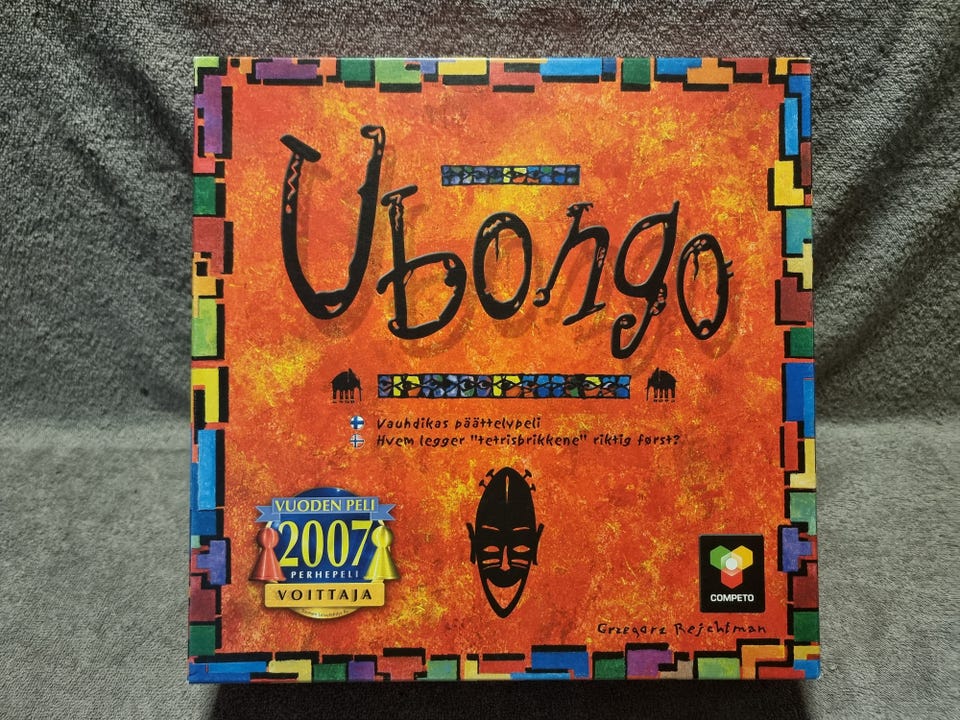 Ubongo
Vauhdikas päättelypeli
Hvem legger "tetrisbrikkene" riktig først?
VUODEN PELI
2007
PERHEPELI
VOITTAJA
COMPETO
Grzegorz Rejchtman